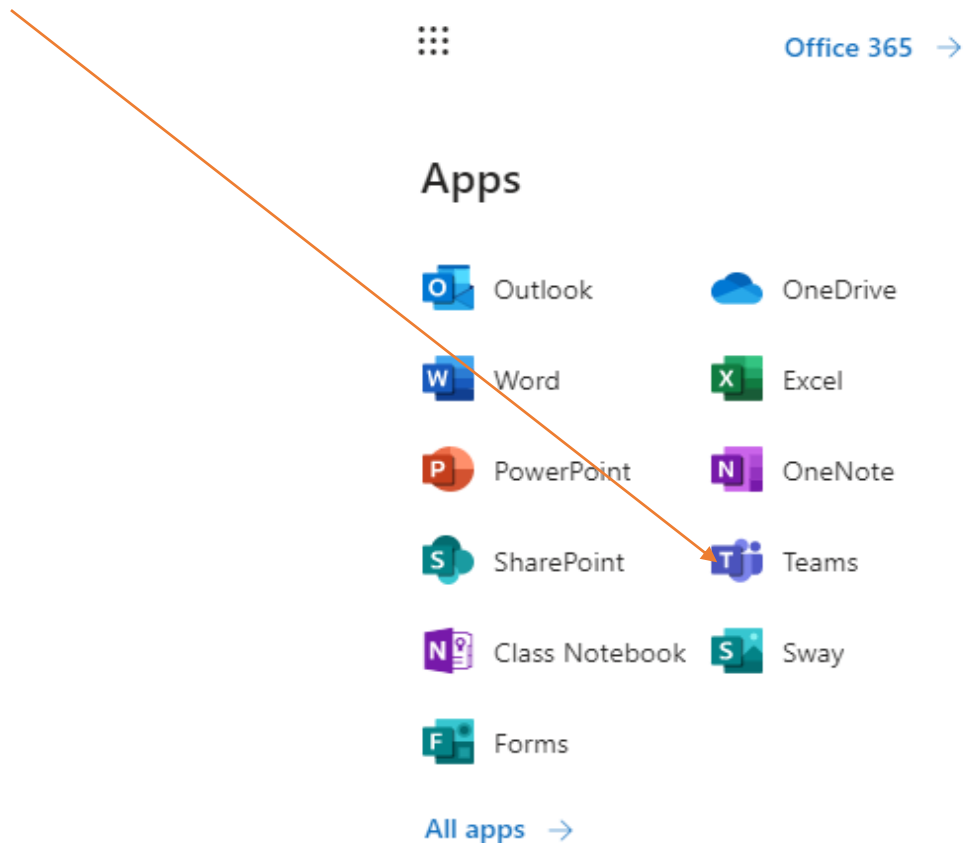 Office 365 →
Apps
Outlook OneDrive
Word Excel
PowerPoint OneNote
SharePoint Teams
Class Notebook Sway
Forms
All apps →